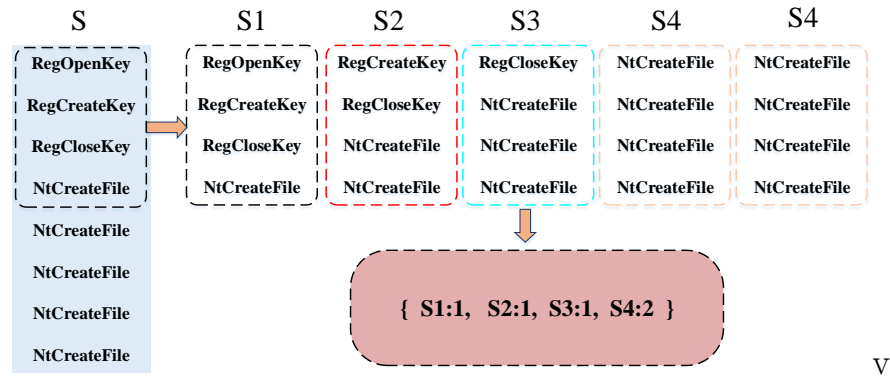 S S1 S2 S3 S4 S4
RegOpenKey RegOpenKey RegCreateKey RegCloseKey NtCreateFile NtCreateFile
RegCreateKey RegCreateKey RegCloseKey NtCreateFile NtCreateFile NtCreateFile
RegCloseKey RegCloseKey NtCreateFile NtCreateFile NtCreateFile NtCreateFile
NtCreateFile NtCreateFile NtCreateFile NtCreateFile NtCreateFile NtCreateFile
NtCreateFile
NtCreateFile
{ S1:1, S2:1, S3:1, S4:2 }
NtCreateFile
NtCreateFile
V